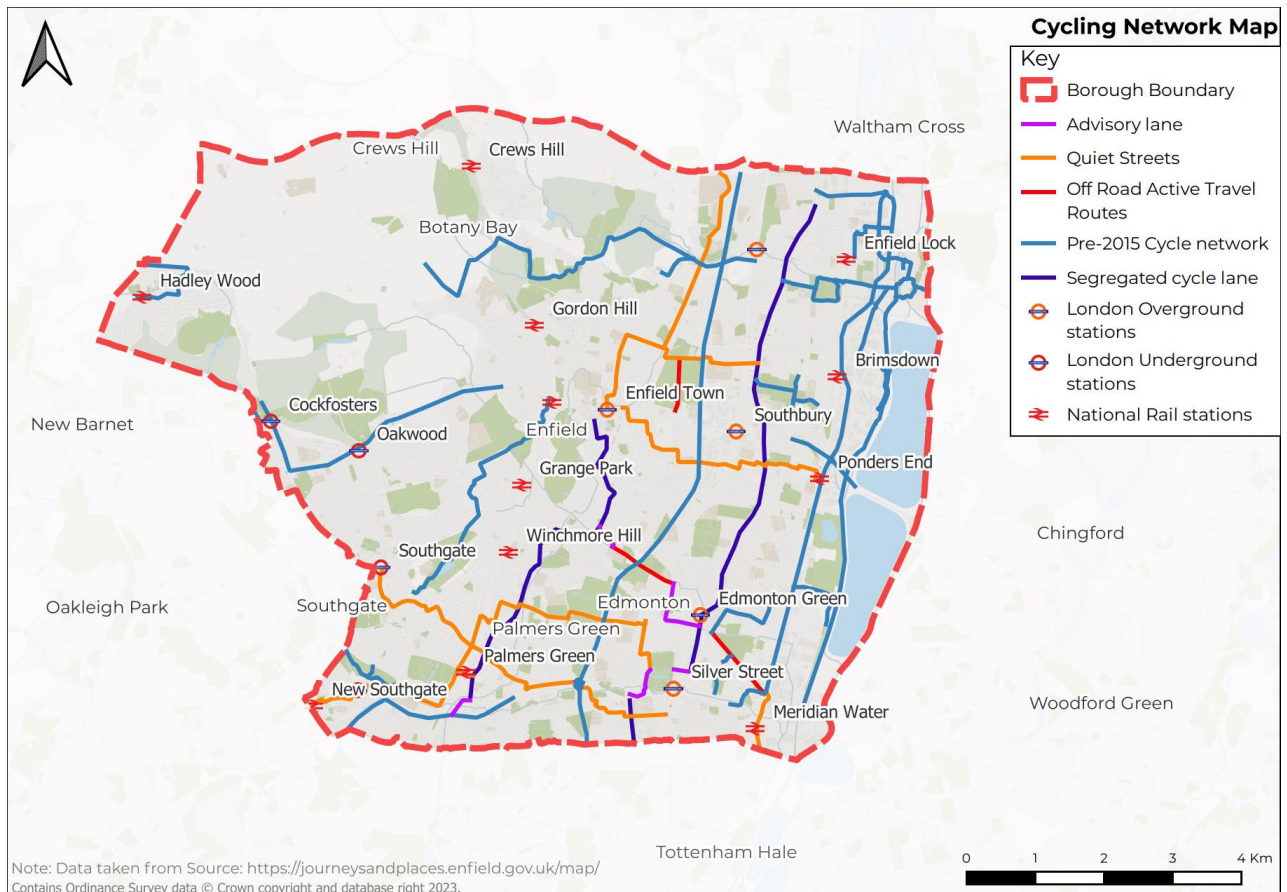 Cycling Network Map
Key
Borough Boundary
Advisory lane
Quiet Streets
Off Road Active Travel
Routes
Pre-2015 Cycle network
Segregated cycle lane
London Overground
stations
London Underground
stations
National Rail stations
Waltham Cross
Crews Hill
Crews Hill
Botany Bay
Enfield Lock
Hadley Wood
Gordon Hill
Brimsdown
Enfield Town
Cockfosters
Southbury
New Barnet
Enfield
Oakwood
Ponders End
Grange Park
Chingford
Winchmore Hill
Southgate
Edmonton
Edmonton Green
Oakleigh Park
Southgate
Palmers Green
Palmers Green
Silver Street
New Southgate
Woodford Green
Meridian Water
Tottenham Hale
0 1 2 3 4 Km
Note: Data taken from Source: https://journeysandplaces.enfield.gov.uk/map/
Contains Ordinance Survey data © Crown copyright and database right 2023.